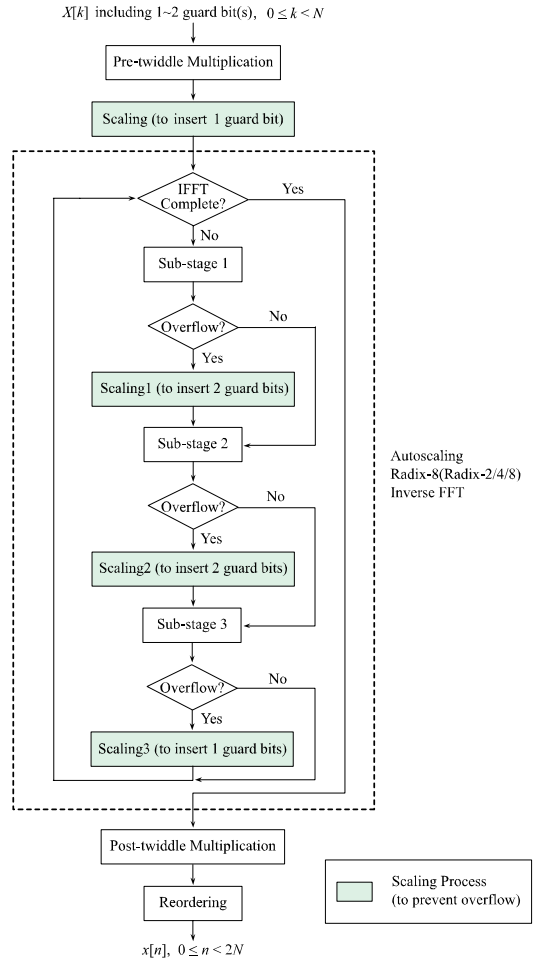 X[k] including 1~2 guard bit(s), 0 ≤ k < N
Pre-twiddle Multiplication
Scaling (to insert 1 guard bit)
IFFT
Complete?
Yes
No
Sub-stage 1
Overflow?
No
Yes
Scaling1 (to insert 2 guard bits)
Sub-stage 2
Overflow?
No
Yes
Scaling2 (to insert 2 guard bits)
Sub-stage 3
Overflow?
No
Yes
Scaling3 (to insert 1 guard bits)
Autoscaling
Radix-8(Radix-2/4/8)
Inverse FFT
Post-twiddle Multiplication
Reordering
x[n], 0 ≤ n < 2N
Scaling Process
(to prevent overflow)